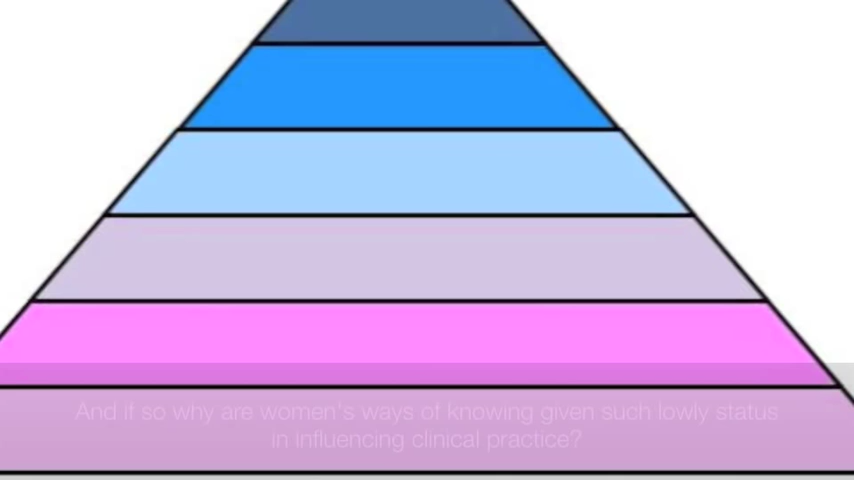 And if so why are women's ways of knowing given such lowly status
in influencing clinical practice?